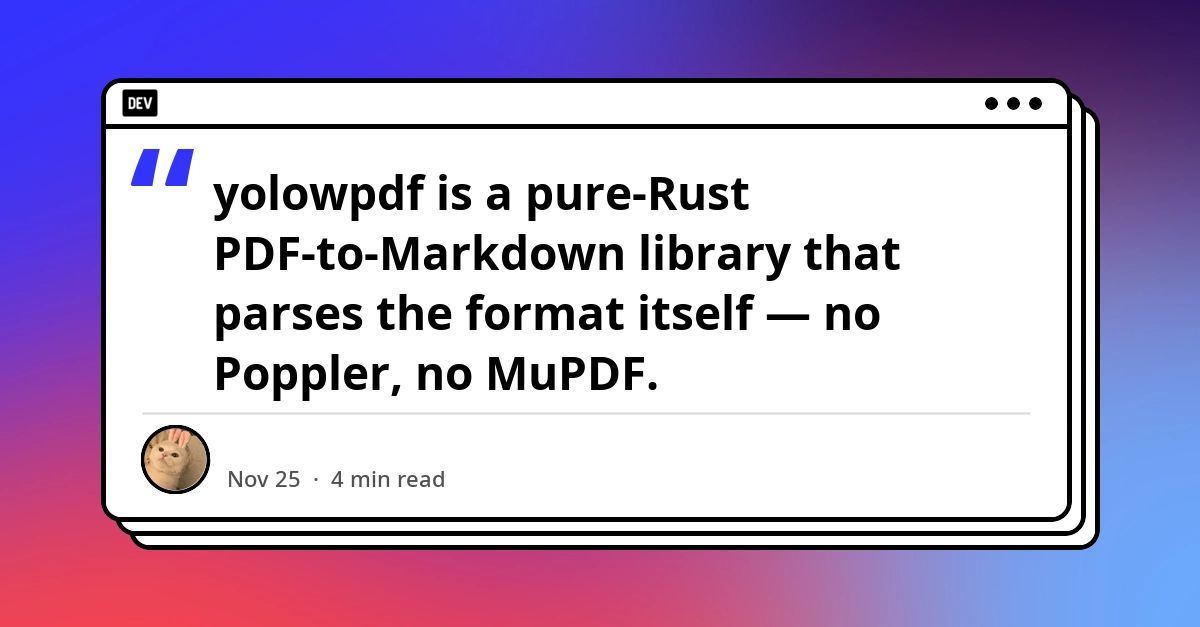 DEV
“ yolowpdf is a pure-Rust
PDF-to-Markdown library that
parses the format itself — no
Poppler, no MuPDF.
Nov 25 · 4 min read